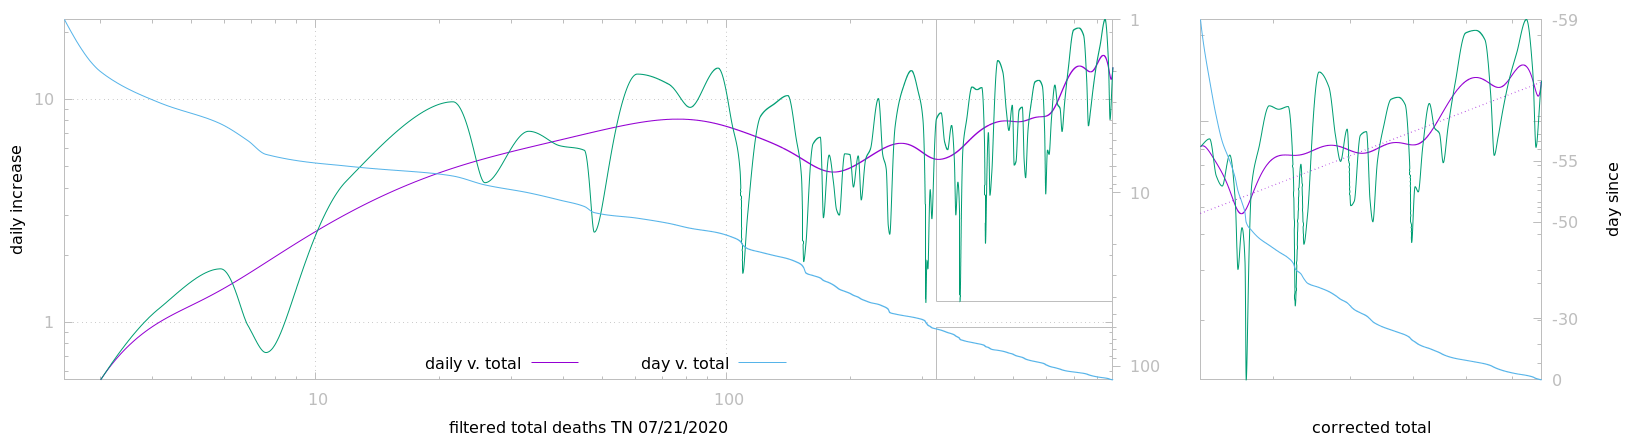 daily increase
10
1
daily v. total
day v. total
10
100
filtered total deaths TN 07/21/2020
1
10
100
-59
-55
-50
-30
0
day since
corrected total